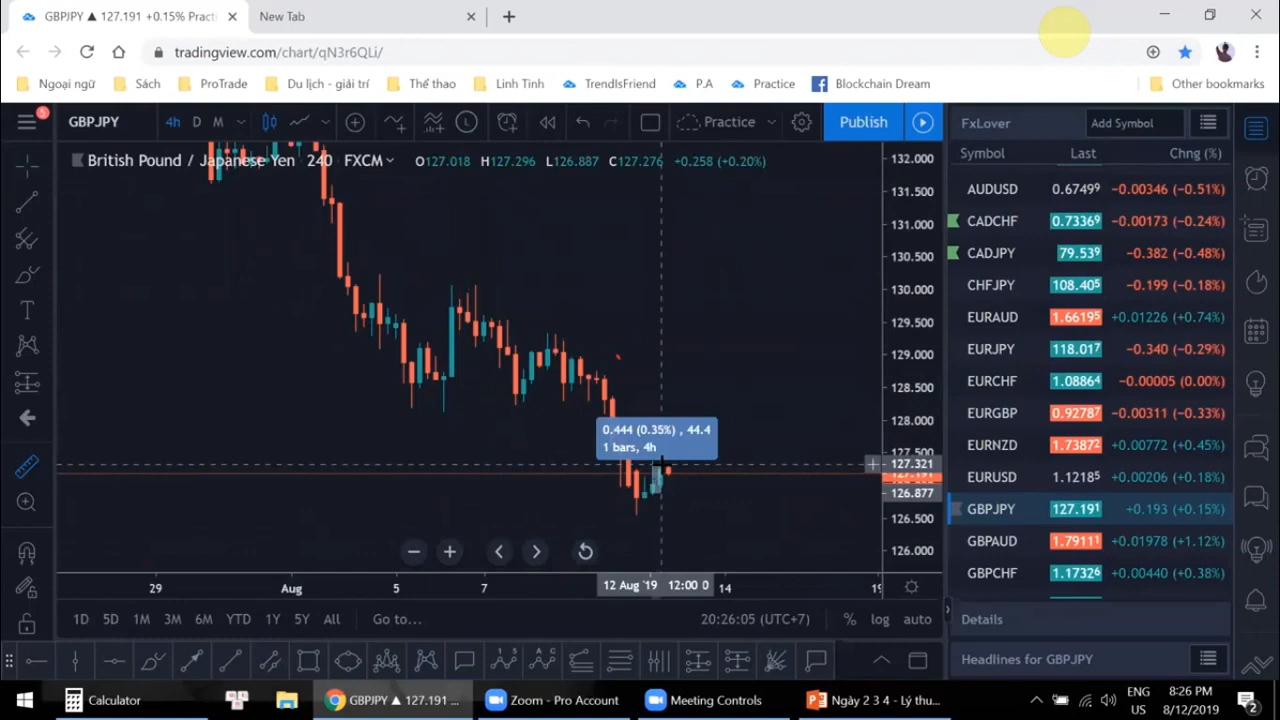 GBPJPY ▲ 127.191 +0.15% Practi
New Tab
tradingview.com/chart/qN3r6QLi/
Ngoại ngữ
Sách
ProTrade
Du lịch - giải trí
Thể thao
Linh Tinh
TrendIsFriend
P.A
Practice
Blockchain Dream
Other bookmarks
5
GBPJPY
4h D M
Practice
Publish
British Pound / Japanese Yen 240 FXCM
O127.018 H127.296 L126.887 C127.276 +0.258 (+0.20%)
132.000
131.500
131.000
130.500
130.000
129.500
129.000
128.500
128.000
127.500
127.321
127.191
126.877
126.500
126.000
0.444 (0.35%) , 44.4
1 bars, 4h
29
Aug
5
7
12 Aug '19 12:00 0
14
19
1D 5D 1M 3M 6M YTD 1Y 5Y All
Go to...
20:26:05 (UTC+7)
% log auto
FxLover
Add Symbol
Symbol Last Chng (%)
AUDUSD 0.67499 −0.00346 (−0.51%)
CADCHF 0.73369 −0.00173 (−0.24%)
CADJPY 79.539 −0.382 (−0.48%)
CHFJPY 108.405 −0.199 (−0.18%)
EURAUD 1.66195 +0.01226 (+0.74%)
EURJPY 118.017 −0.340 (−0.29%)
EURCHF 1.08864 −0.00005 (0.00%)
EURGBP 0.92787 −0.00311 (−0.33%)
EURNZD 1.73872 +0.00772 (+0.45%)
EURUSD 1.12185 +0.00206 (+0.18%)
GBPJPY 127.191 +0.193 (+0.15%)
GBPAUD 1.79111 +0.01978 (+1.12%)
GBPCHF 1.17326 +0.00440 (+0.38%)
Details
Headlines for GBPJPY
Calculator
GBPJPY ▲ 127.191 ...
Zoom - Pro Account
Meeting Controls
Ngày 2 3 4 - Lý thu...
ENG
US
8:26 PM
8/12/2019
2